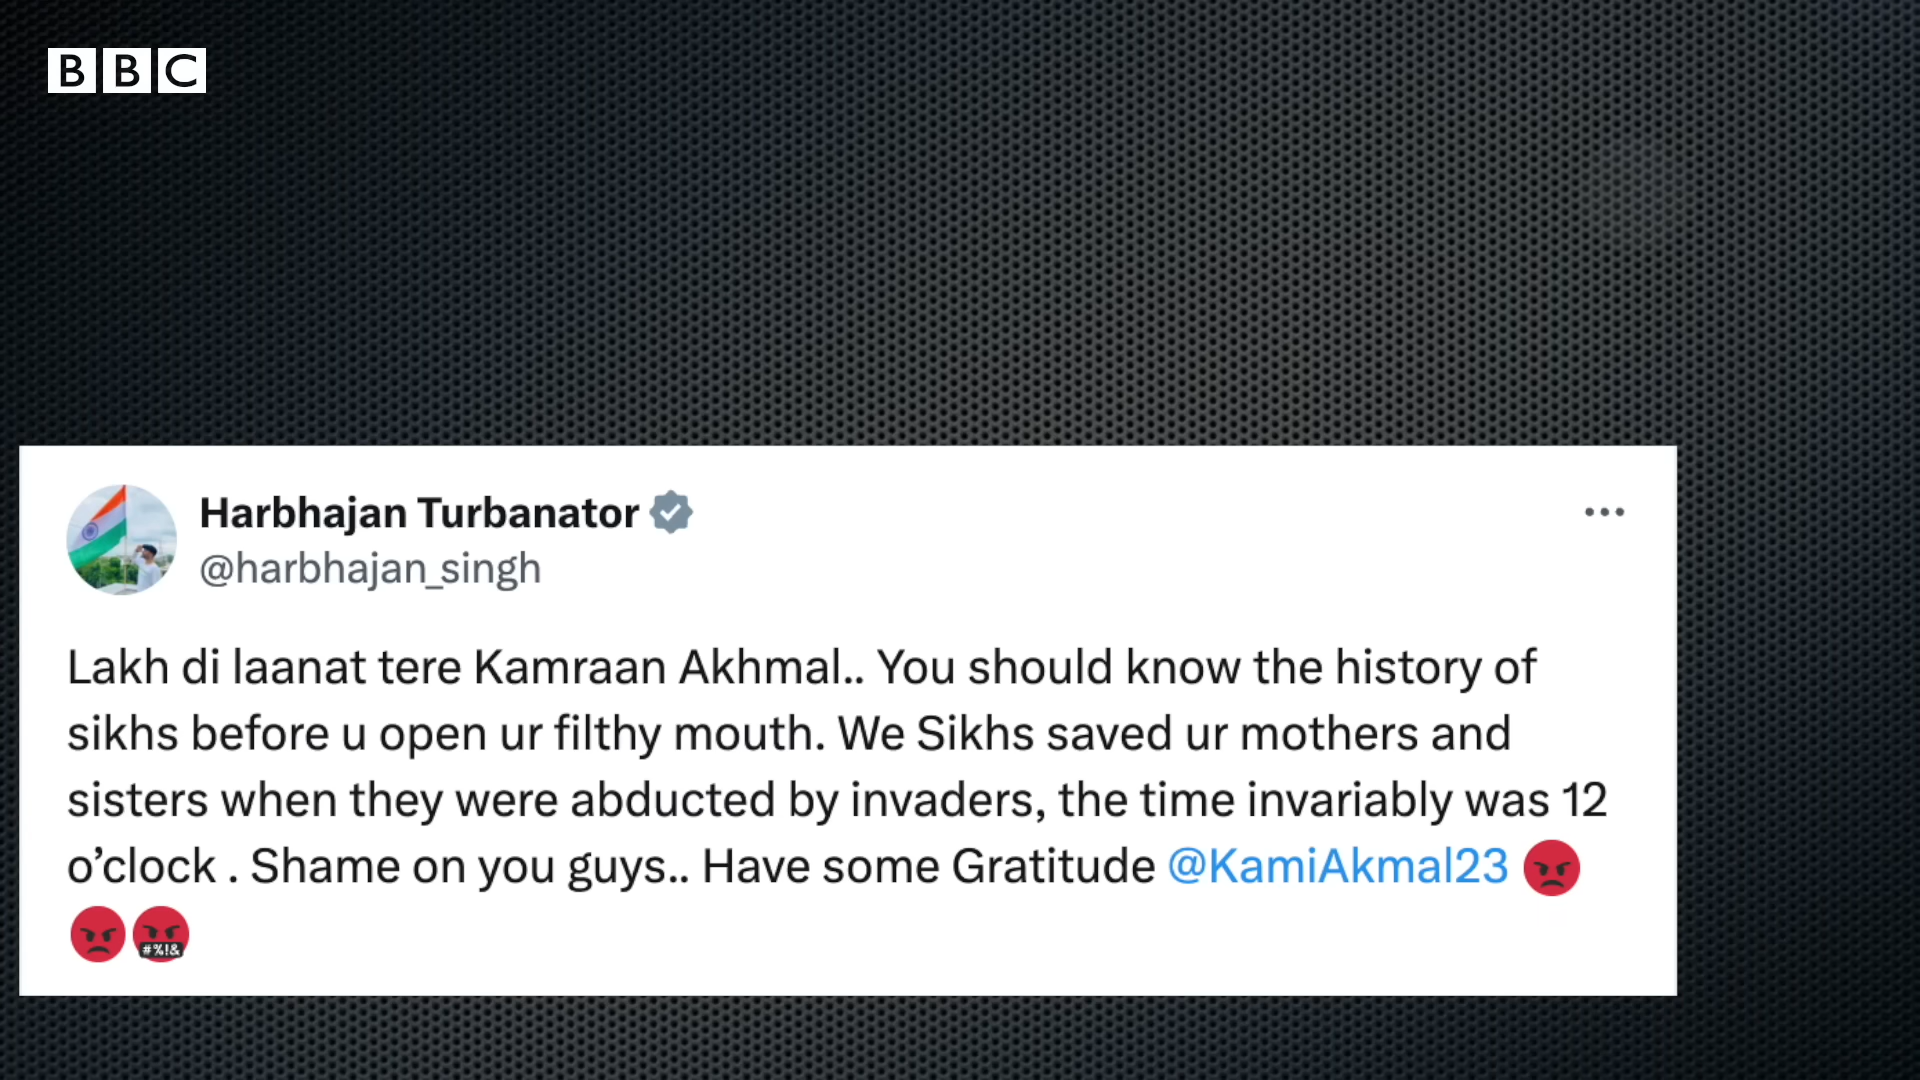 BBC
Harbhajan Turbanator
@harbhajan_singh
Lakh di laanat tere Kamraan Akhmal.. You should know the history of
sikhs before u open ur filthy mouth. We Sikhs saved ur mothers and
sisters when they were abducted by invaders, the time invariably was 12
o’clock . Shame on you guys.. Have some Gratitude @KamiAkmal23 😡
😡🤬